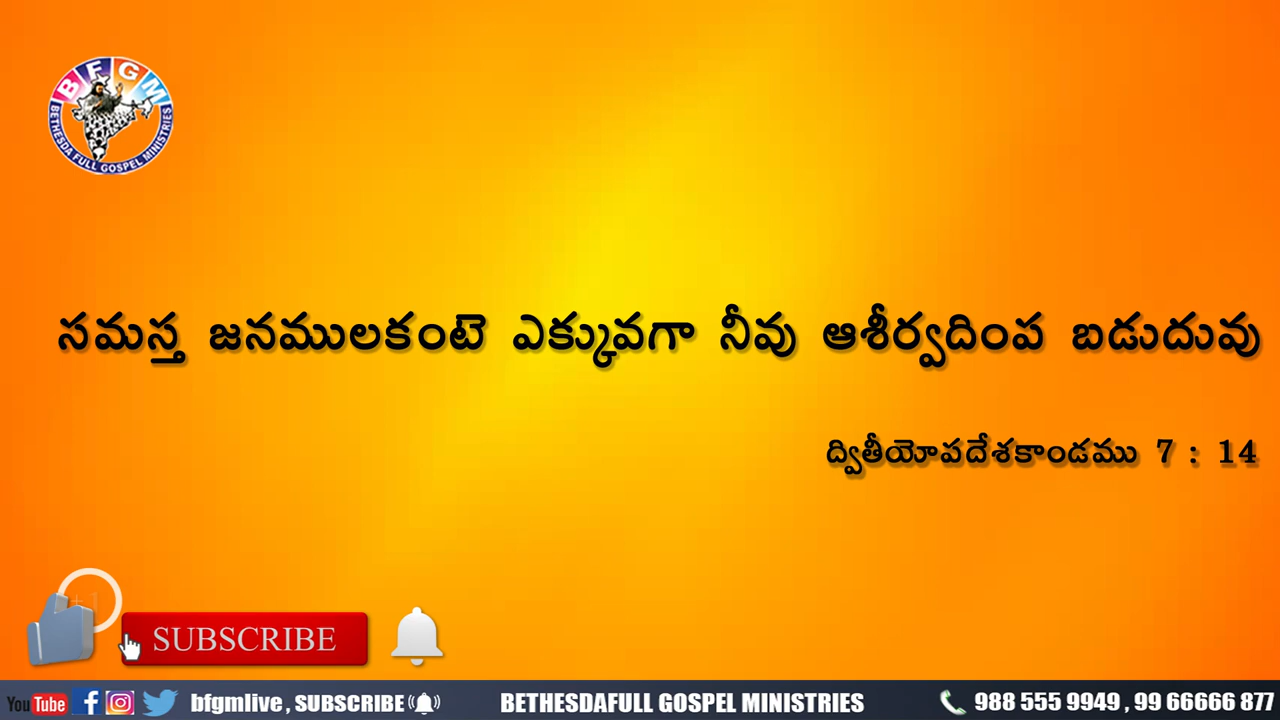 BFGM
BETHESDA FULL GOSPEL MINISTRIES
సమస్త జనములకంటె ఎక్కువగా నీవు ఆశీర్వదింప బడుదువు
ద్వితీయోపదేశకాండము 7 : 14
+1
SUBSCRIBE
YouTube bfgmlive , SUBSCRIBE BETHESDAFULL GOSPEL MINISTRIES 988 555 9949 , 99 66666 877